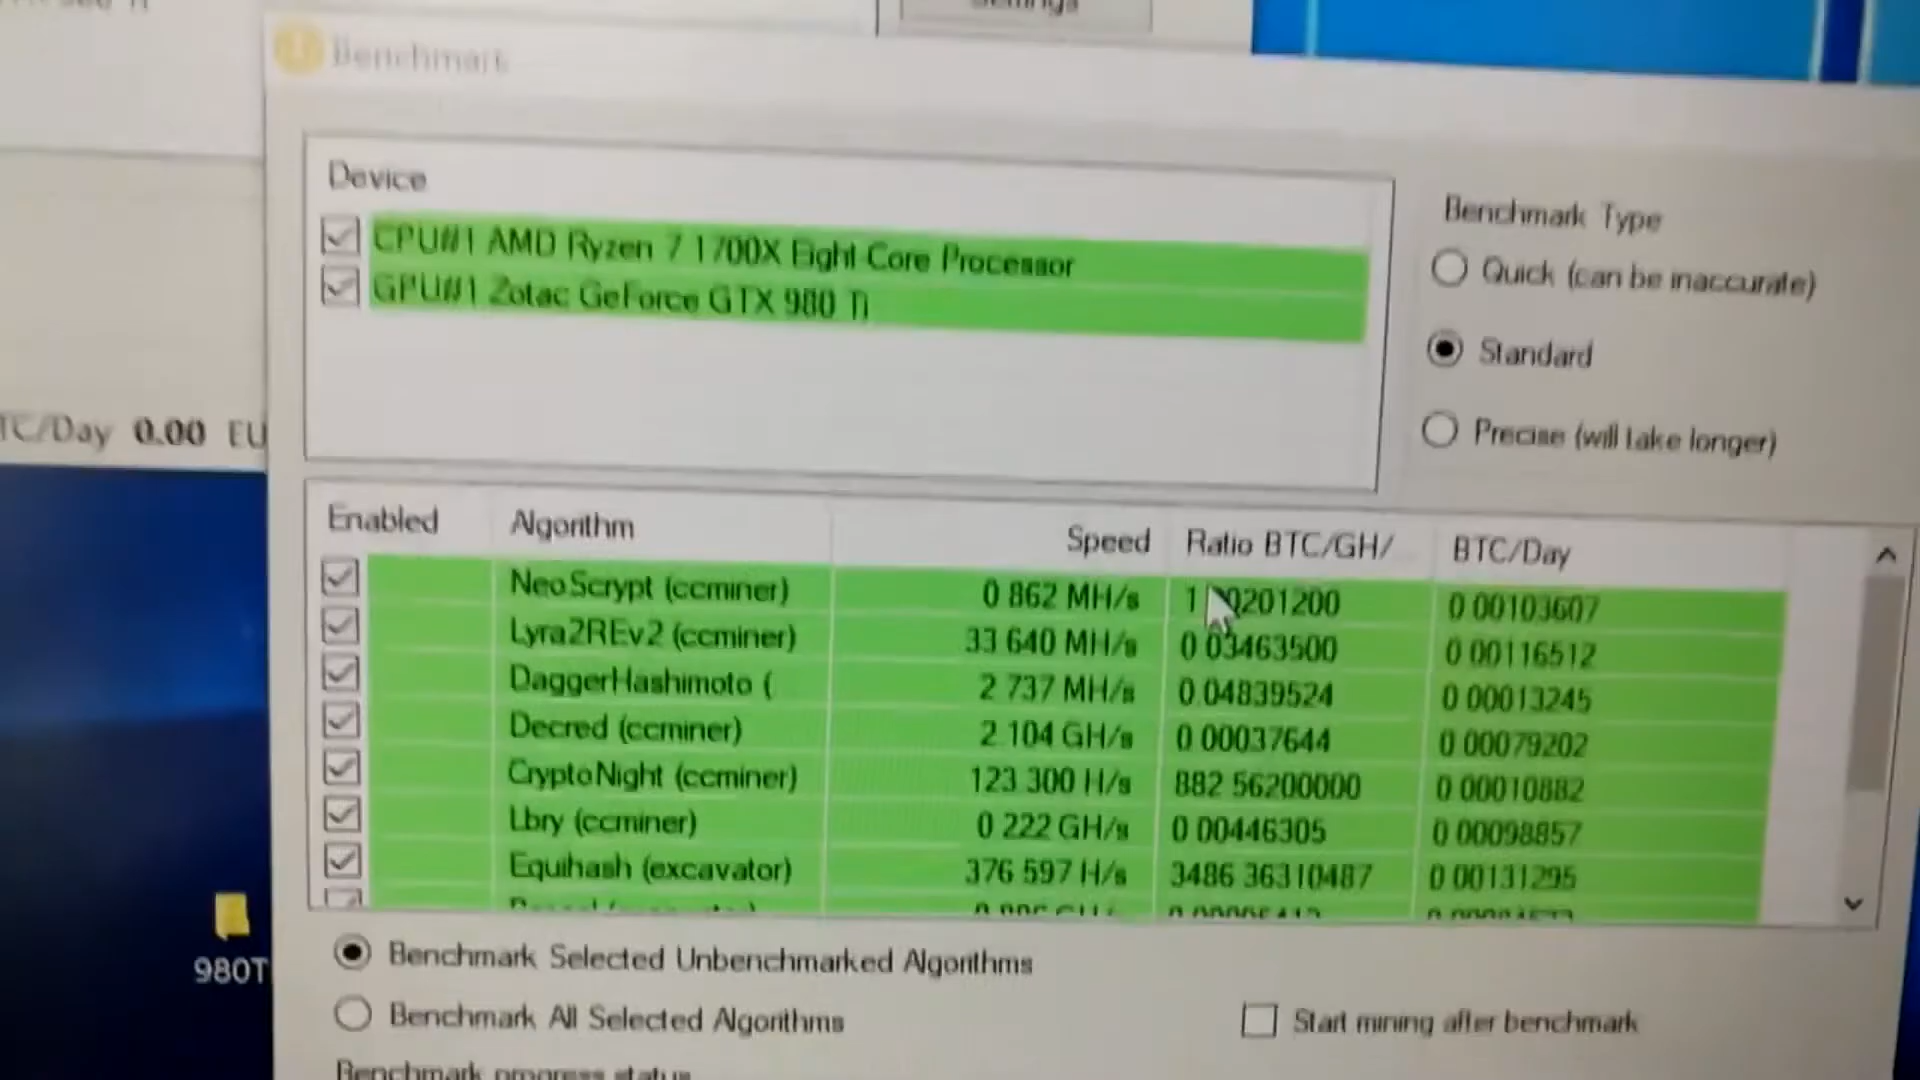 Settings
Benchmark
Device
CPU#1 AMD Ryzen 7 1700X Eight-Core Processor
GPU#1 Zotac GeForce GTX 980 Ti
Benchmark Type
Quick (can be inaccurate)
Standard
Precise (will take longer)
TC/Day 0.00 EU
Enabled Algorithm Speed Ratio BTC/GH/ BTC/Day
NeoScrypt (ccminer) 0.862 MH/s 0.00103607
Lyra2REv2 (ccminer) 33.640 MH/s 0.03463500 0.00116512
DaggerHashimoto ( 2.737 MH/s 0.04839524 0.00013245
Decred (ccminer) 2.104 GH/s 0.00037644 0.00079202
CryptoNight (ccminer) 123.300 H/s 882.56200000 0.00010882
Lbry (ccminer) 0.222 GH/s 0.00446305 0.00098857
Equihash (excavator) 376.597 H/s 3486.36310487 0.00131295
980T
Benchmark Selected Unbenchmarked Algorithms
Benchmark All Selected Algorithms
Start mining after benchmark
Benchmark progress status